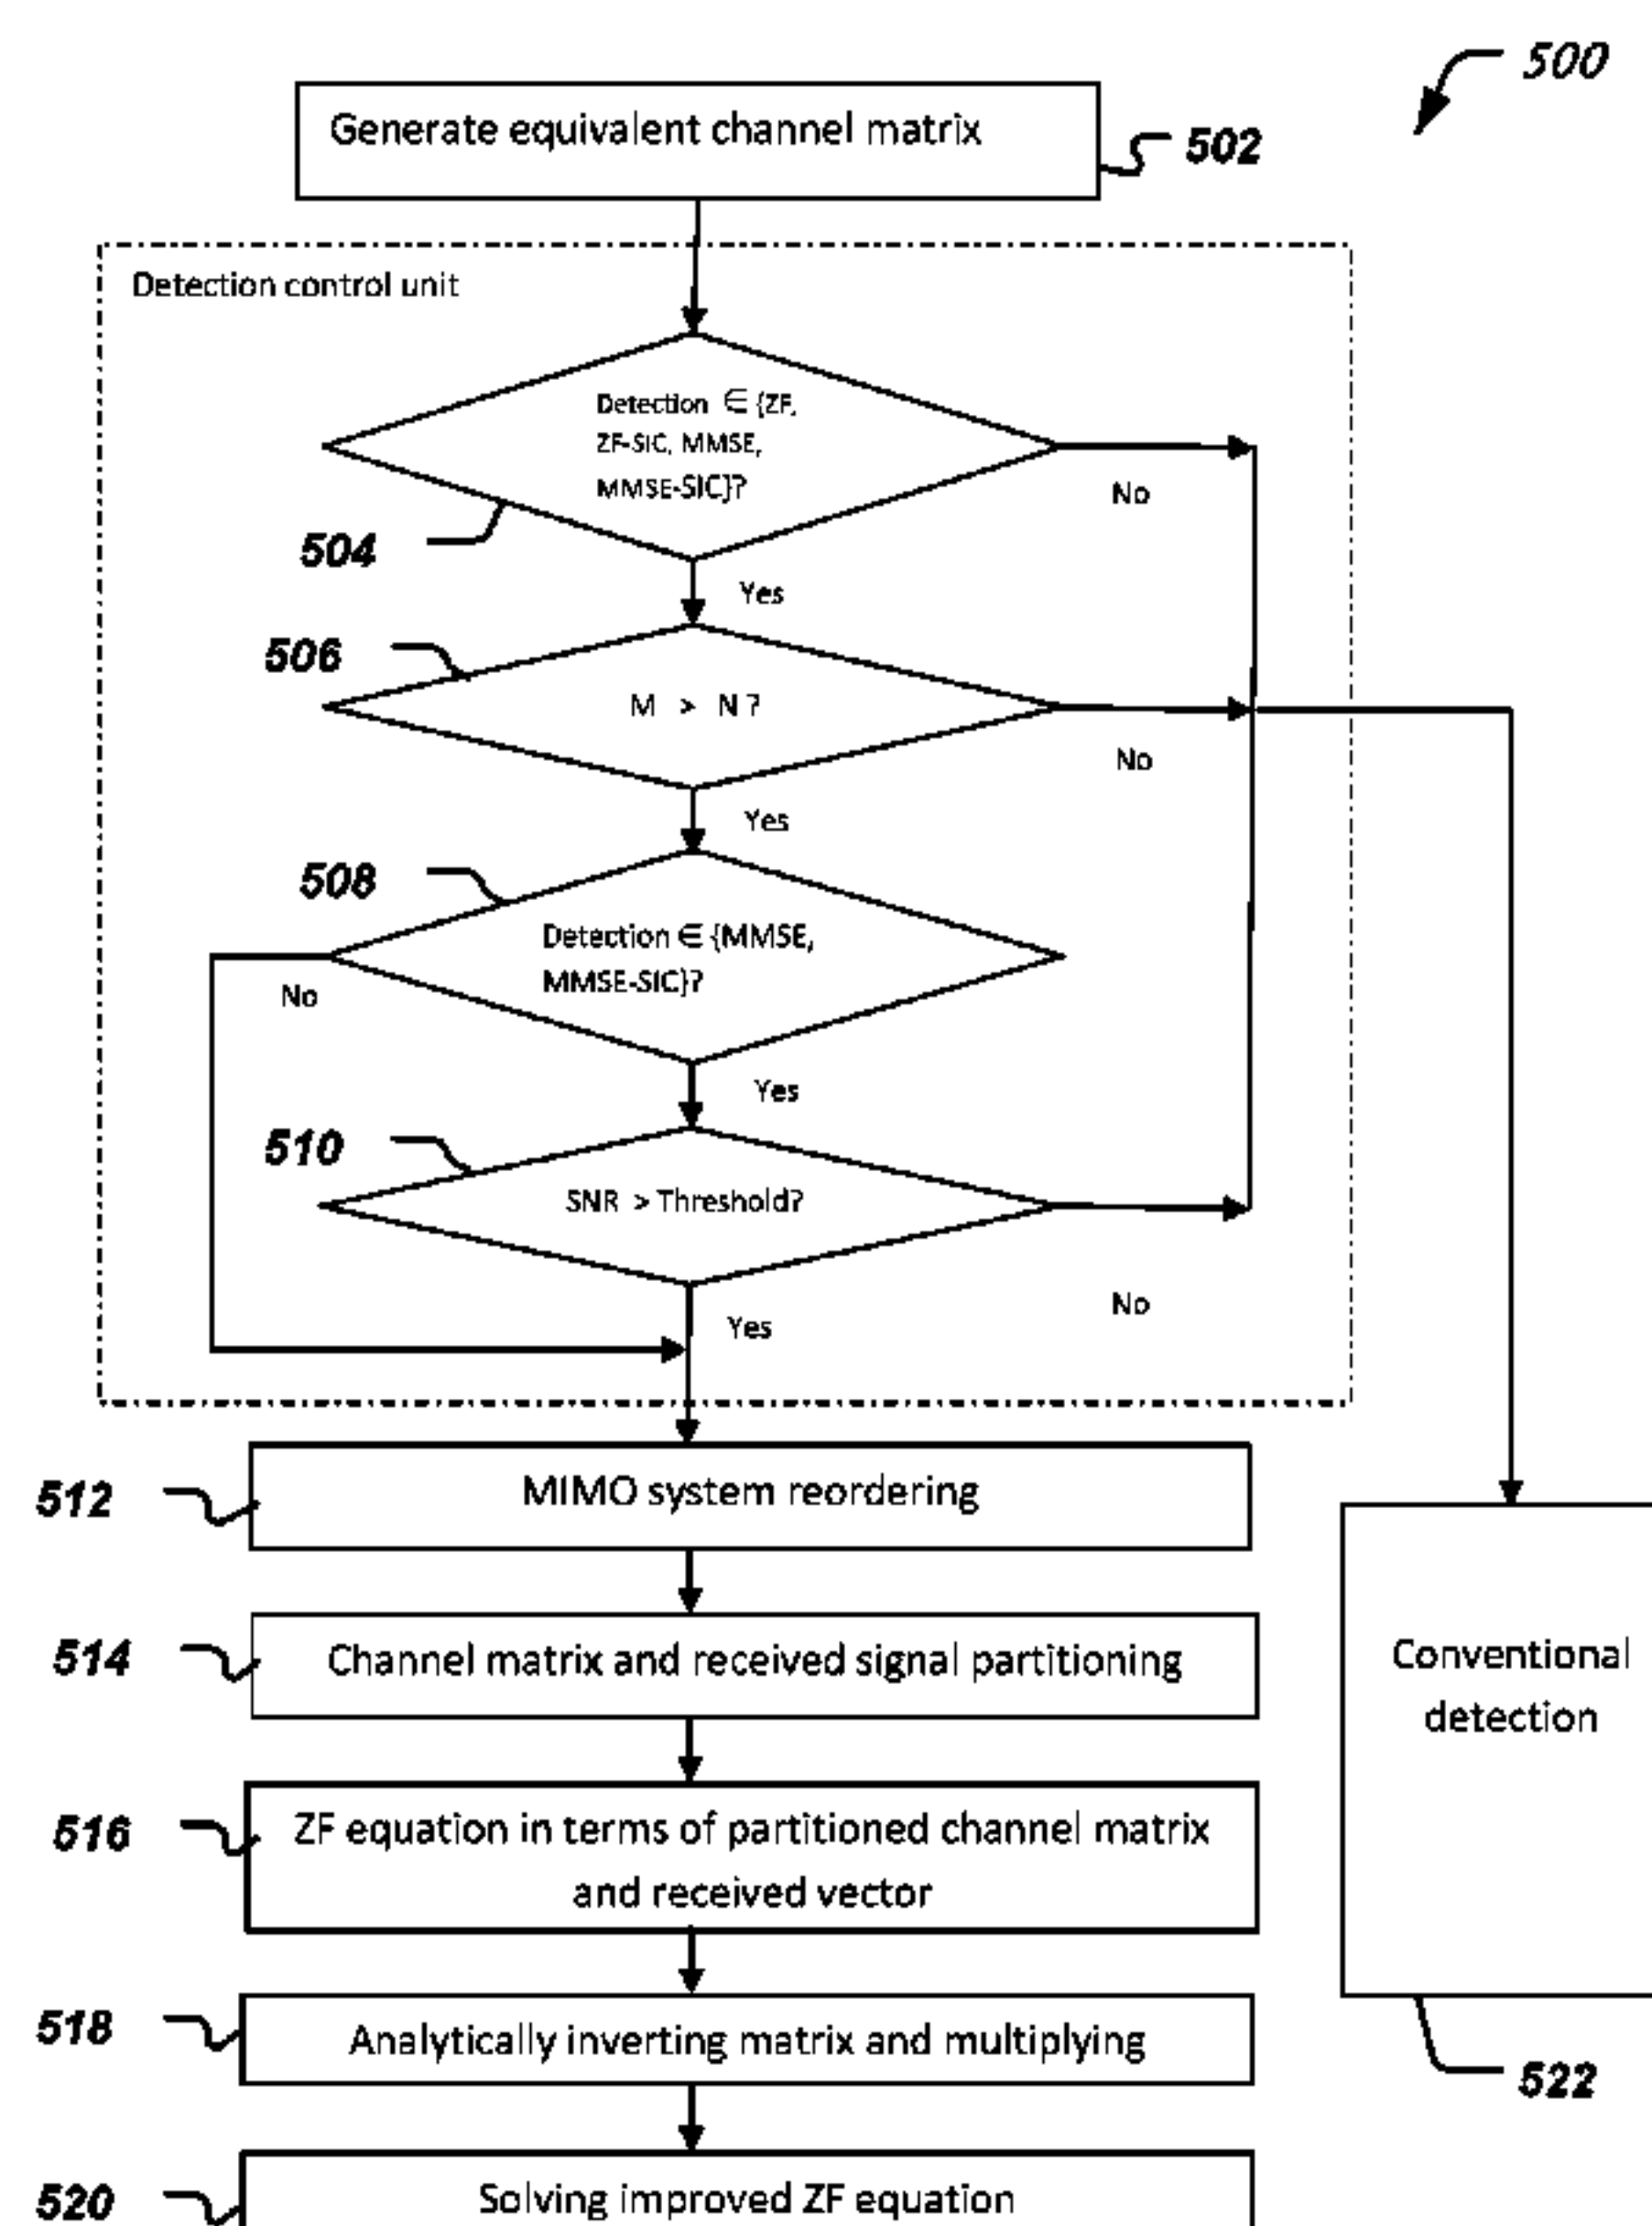 500
Generate equivalent channel matrix
502
Detection control unit
Detection ∈ {ZF,
ZF-SIC, MMSE,
MMSE-SIC}?
No
504
Yes
506
M > N ?
No
Yes
508
Detection ∈ {MMSE,
MMSE-SIC}?
No
Yes
510
SNR > Threshold?
No
Yes
512
MIMO system reordering
514
Channel matrix and received signal partitioning
Conventional
detection
516
ZF equation in terms of partitioned channel matrix
and received vector
518
Analytically inverting matrix and multiplying
522
520
Solving improved ZF equation